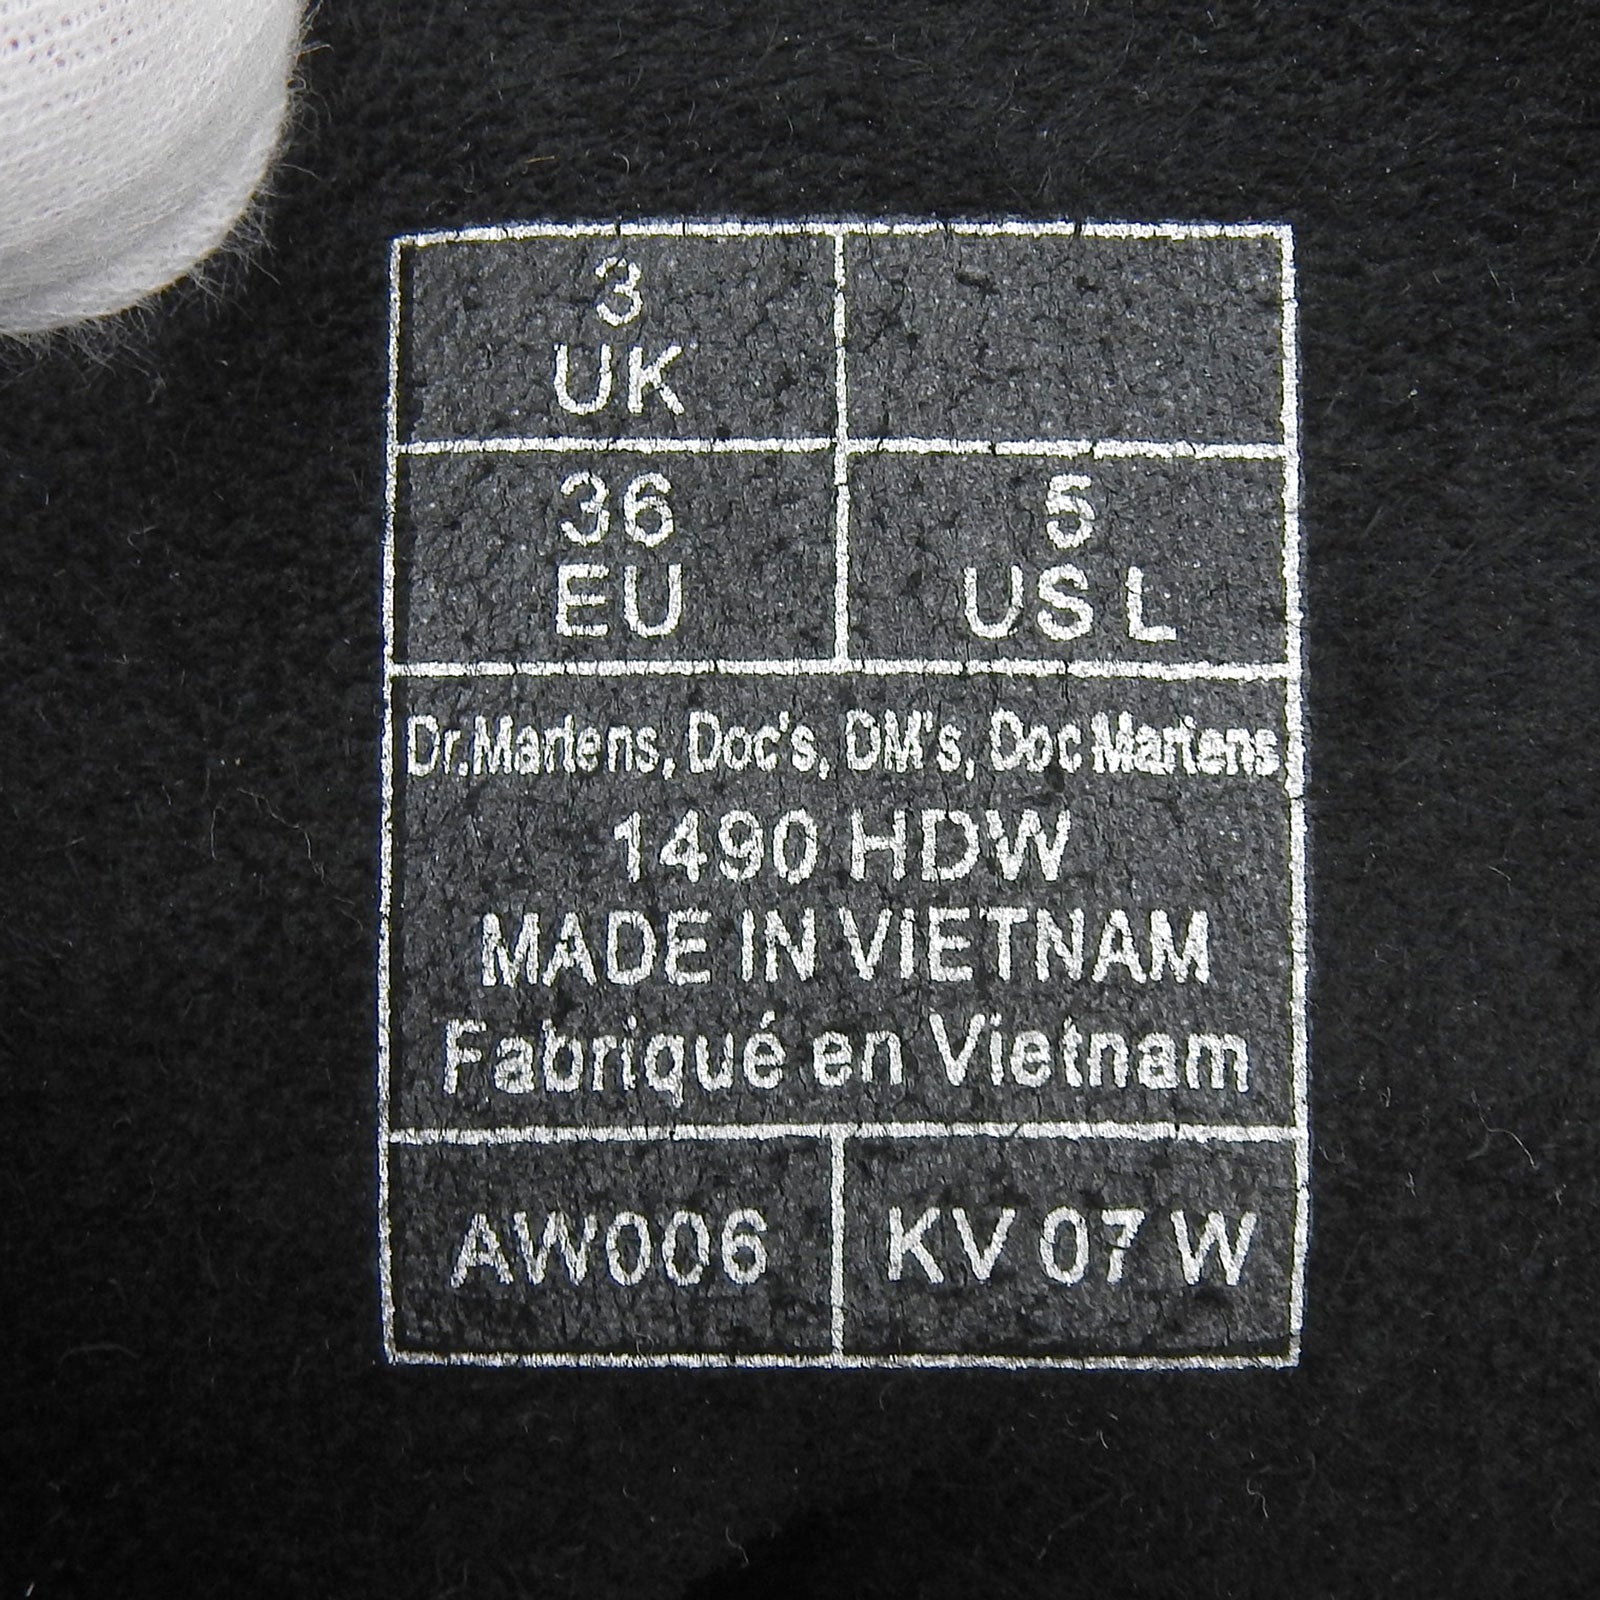 3
UK
36
EU
5
US L
Dr.Martens, Doc's, DM's, Doc Martens
1490 HDW
MADE IN VIETNAM
Fabriqué en Vietnam
AW006
KV 07 W